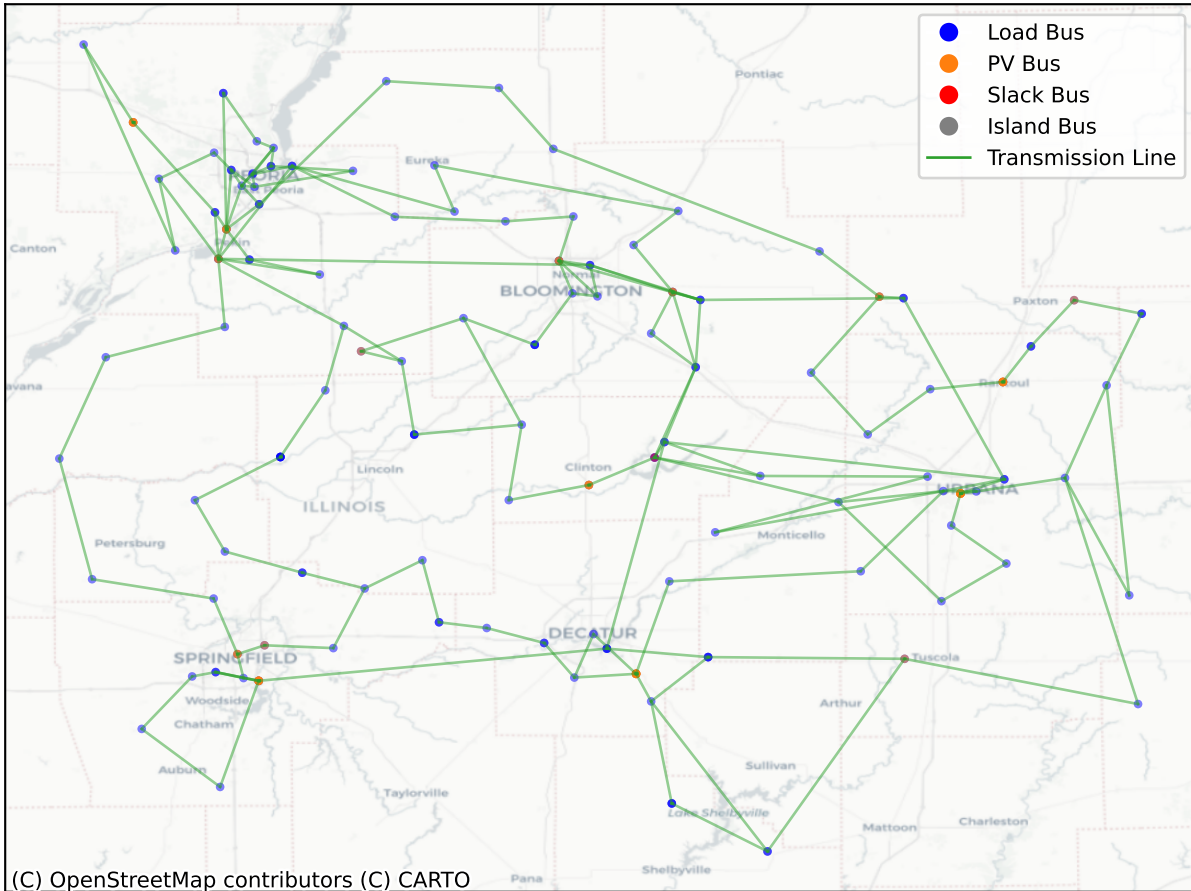 Load Bus
PV Bus
Slack Bus
Island Bus
Transmission Line
Pontiac
Eureka
PEORIA
East Peoria
Canton
Pekin
Normal
BLOOMINGTON
Paxton
Rantoul
avana
Lincoln
Clinton
ILLINOIS
URBANA
Petersburg
Monticello
DECATUR
SPRINGFIELD
Tuscola
Woodside
Chatham
Arthur
Auburn
Sullivan
Taylorville
Lake Shelbyville
Mattoon
Charleston
Shelbyville
Pana
(C) OpenStreetMap contributors (C) CARTO